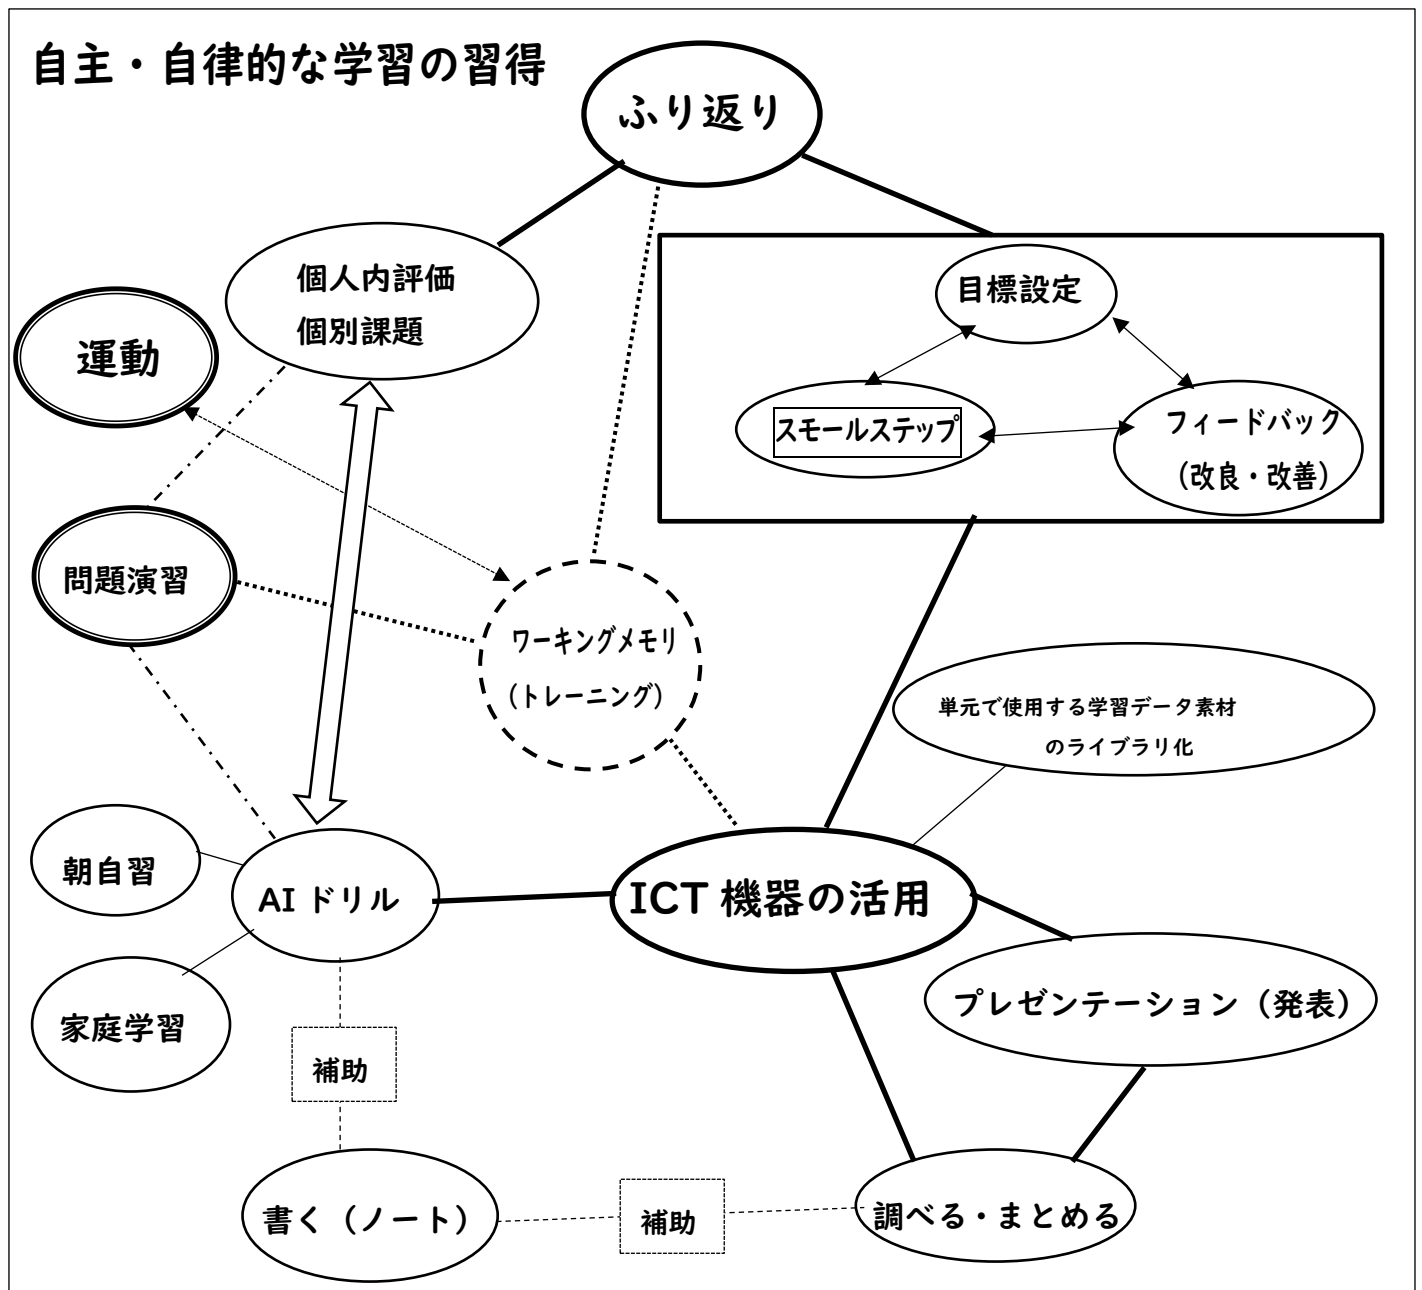 自主・自律的な学習の習得
ふり返り
個人内評価
個別課題
運動
目標設定
スモールステップ
フィードバック
(改良・改善)
問題演習
ワーキングメモリ
(トレーニング)
単元で使用する学習データ素材
のライブラリ化
朝自習
AIドリル
ICT機器の活用
家庭学習
プレゼンテーション（発表）
補助
書く（ノート）
補助
調べる・まとめる